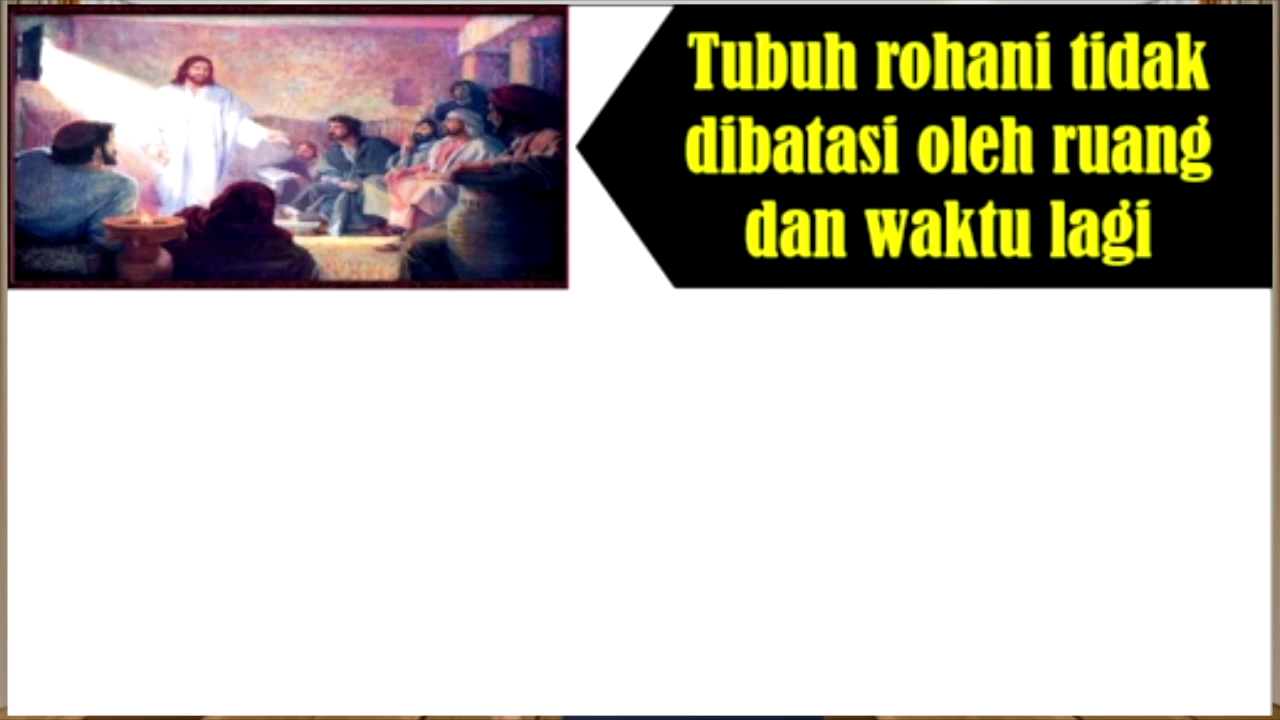 Tubuh rohani tidak
dibatasi oleh ruang
dan waktu lagi